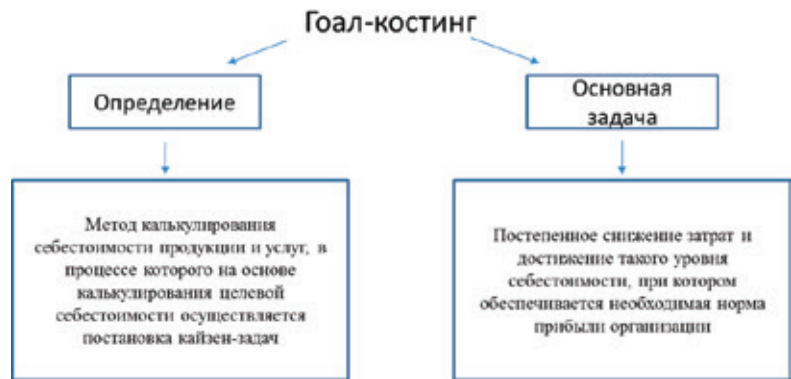 Гоал-костинг
Определение
Основная
задача
Метод калькулирования
себестоимости продукции и услуг, в
процессе которого на основе
калькулирования целевой
себестоимости осуществляется
постановка кайзен-задач
Постепенное снижение затрат и
достижение такого уровня
себестоимости, при котором
обеспечивается необходимая норма
прибыли организации